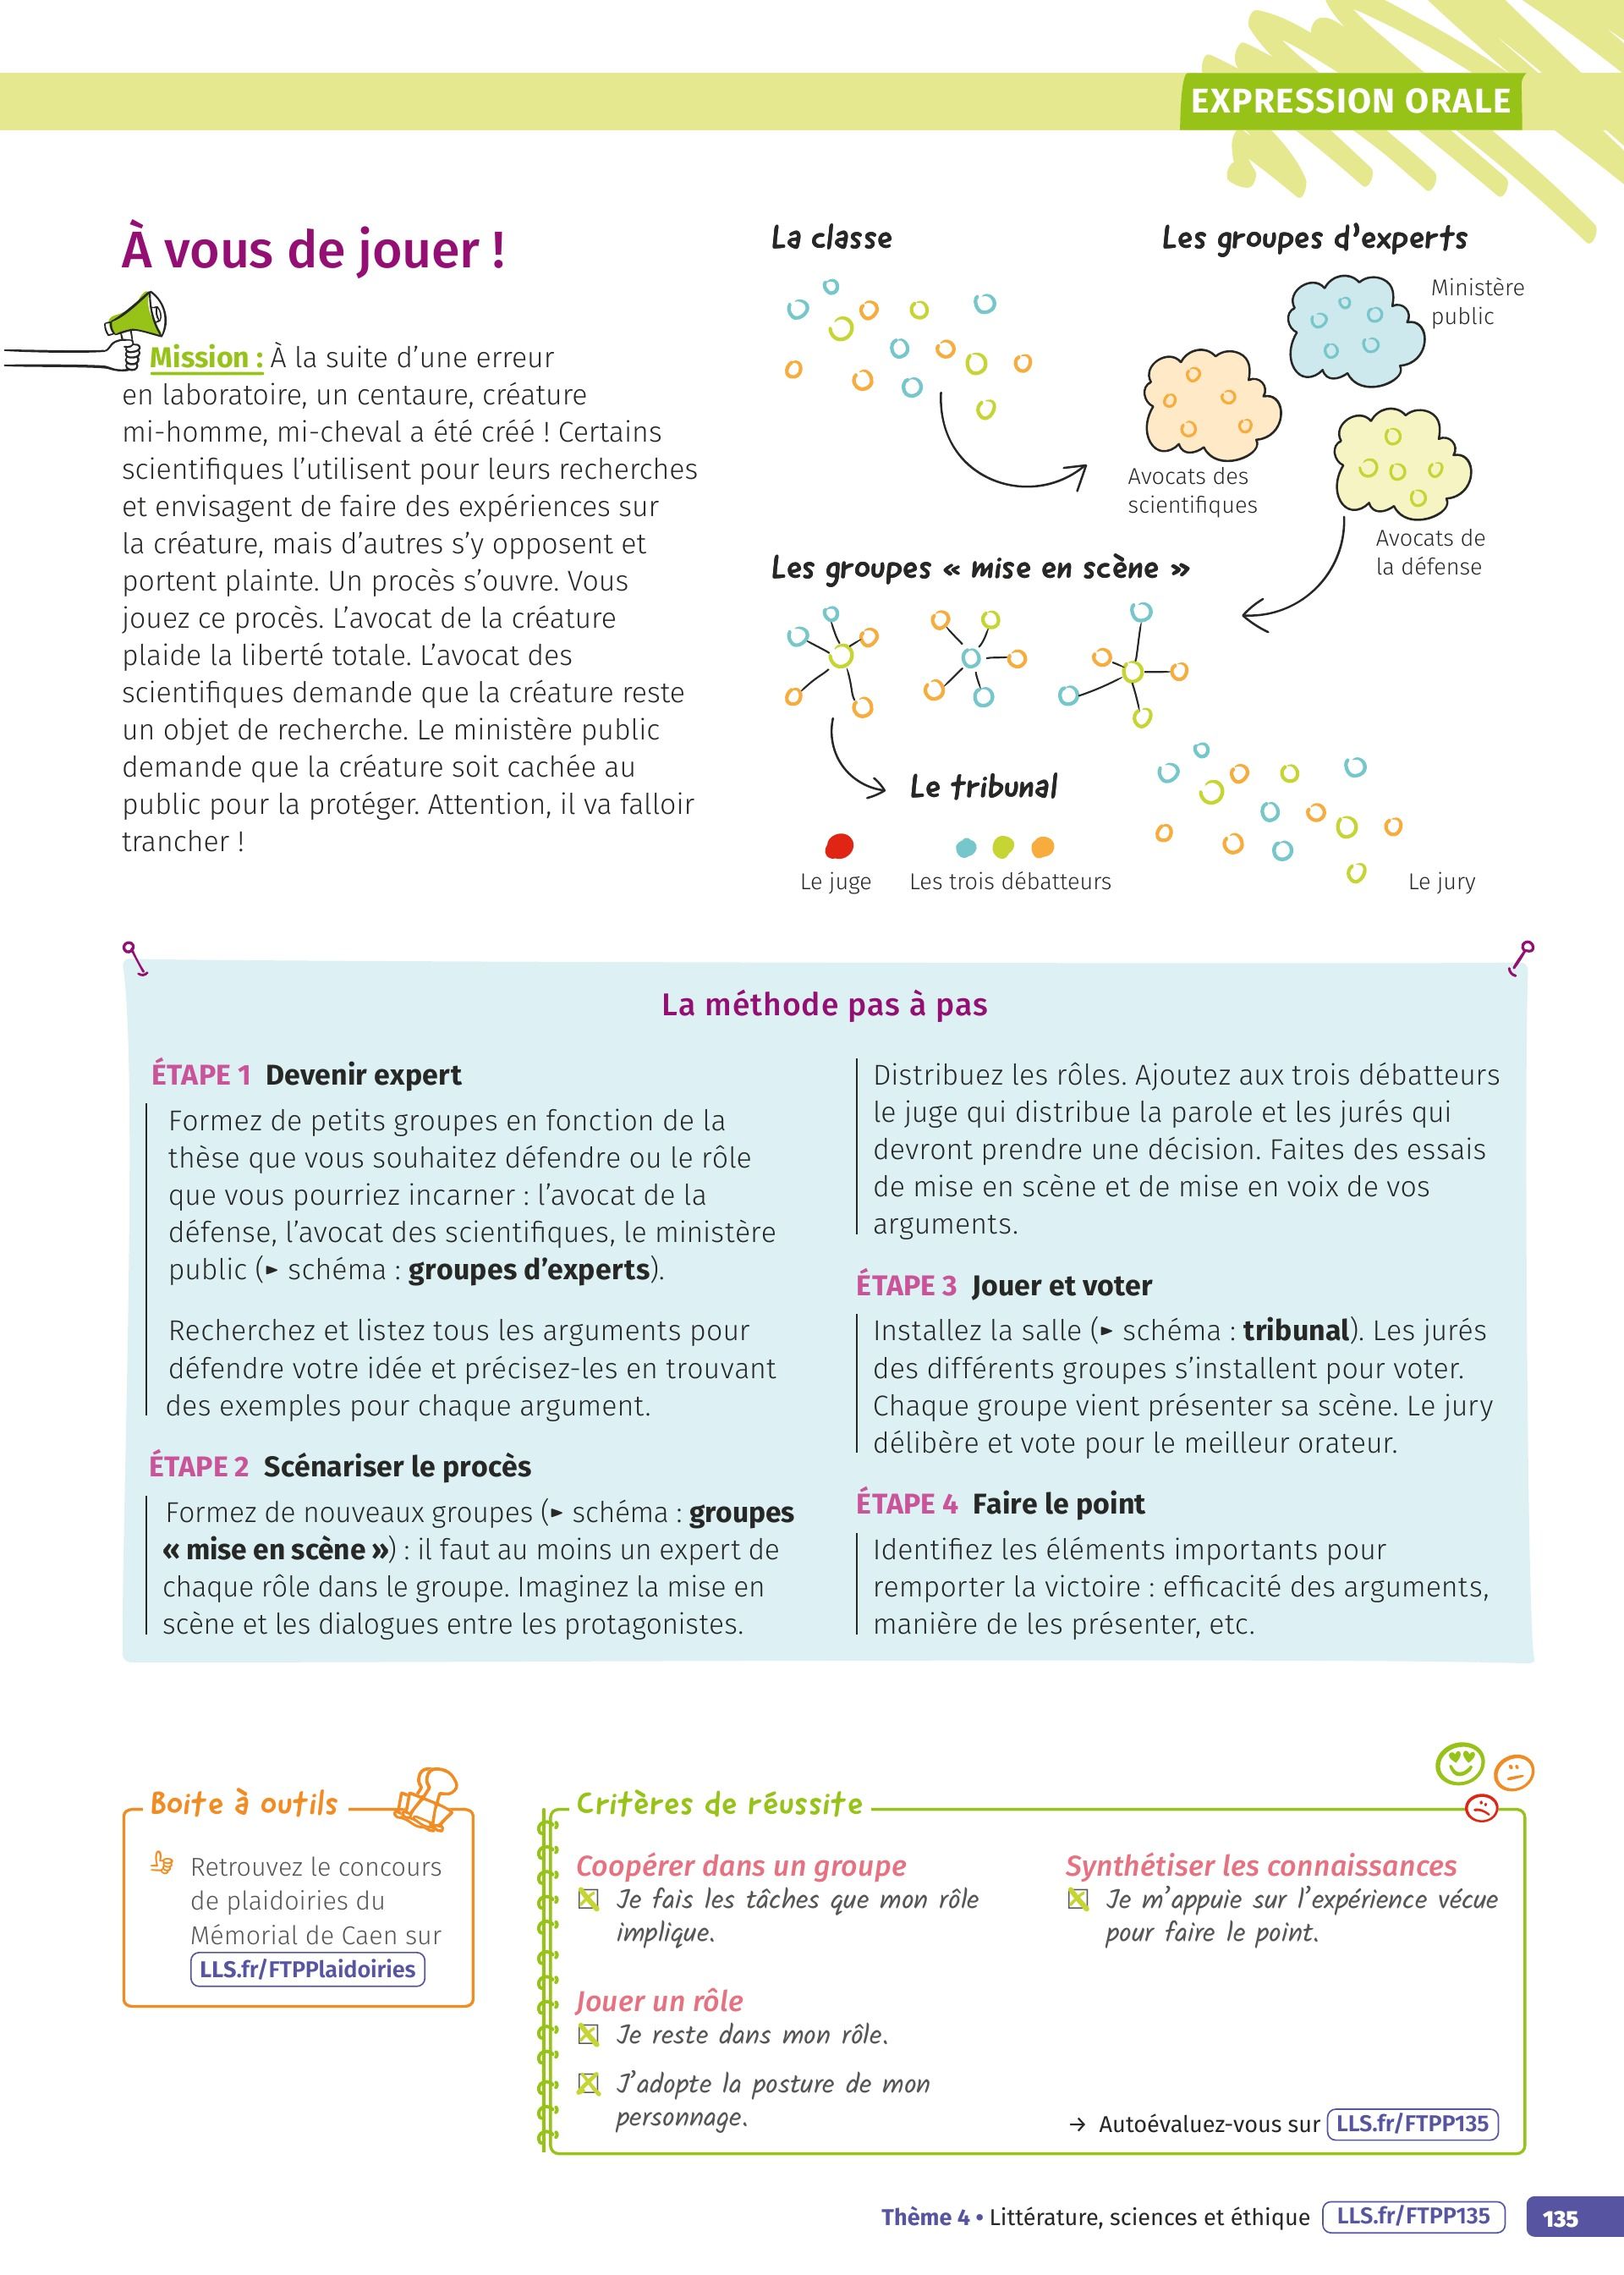 EXPRESSION ORALE
À vous de jouer !
Mission : À la suite d’une erreur
en laboratoire, un centaure, créature
mi-homme, mi-cheval a été créé ! Certains
scientifiques l’utilisent pour leurs recherches
et envisagent de faire des expériences sur
la créature, mais d’autres s’y opposent et
portent plainte. Un procès s’ouvre. Vous
jouez ce procès. L’avocat de la créature
plaide la liberté totale. L’avocat des
scientifiques demande que la créature reste
un objet de recherche. Le ministère public
demande que la créature soit cachée au
public pour la protéger. Attention, il va falloir
trancher !
La classe
Les groupes d’experts
Ministère
public
Avocats des
scientifiques
Avocats de
la défense
Les groupes « mise en scène »
Le tribunal
Le juge
Les trois débatteurs
Le jury
La méthode pas à pas
ÉTAPE 1 Devenir expert
Formez de petits groupes en fonction de la
thèse que vous souhaitez défendre ou le rôle
que vous pourriez incarner : l’avocat de la
défense, l’avocat des scientifiques, le ministère
public (► schéma : groupes d’experts).
Recherchez et listez tous les arguments pour
défendre votre idée et précisez-les en trouvant
des exemples pour chaque argument.
ÉTAPE 2 Scénariser le procès
Formez de nouveaux groupes (► schéma : groupes
« mise en scène ») : il faut au moins un expert de
chaque rôle dans le groupe. Imaginez la mise en
scène et les dialogues entre les protagonistes.
Distribuez les rôles. Ajoutez aux trois débatteurs
le juge qui distribue la parole et les jurés qui
devront prendre une décision. Faites des essais
de mise en scène et de mise en voix de vos
arguments.
ÉTAPE 3 Jouer et voter
Installez la salle (► schéma : tribunal). Les jurés
des différents groupes s’installent pour voter.
Chaque groupe vient présenter sa scène. Le jury
délibère et vote pour le meilleur orateur.
ÉTAPE 4 Faire le point
Identifiez les éléments importants pour
remporter la victoire : efficacité des arguments,
manière de les présenter, etc.
Boite à outils
Retrouvez le concours
de plaidoiries du
Mémorial de Caen sur
LLS.fr/FTPPlaidoiries
Critères de réussite
Coopérer dans un groupe
Je fais les tâches que mon rôle
implique.
Jouer un rôle
Je reste dans mon rôle.
J’adopte la posture de mon
personnage.
Synthétiser les connaissances
Je m’appuie sur l’expérience vécue
pour faire le point.
→ Autoévaluez-vous sur LLS.fr/FTPP135
Thème 4 • Littérature, sciences et éthique LLS.fr/FTPP135 135